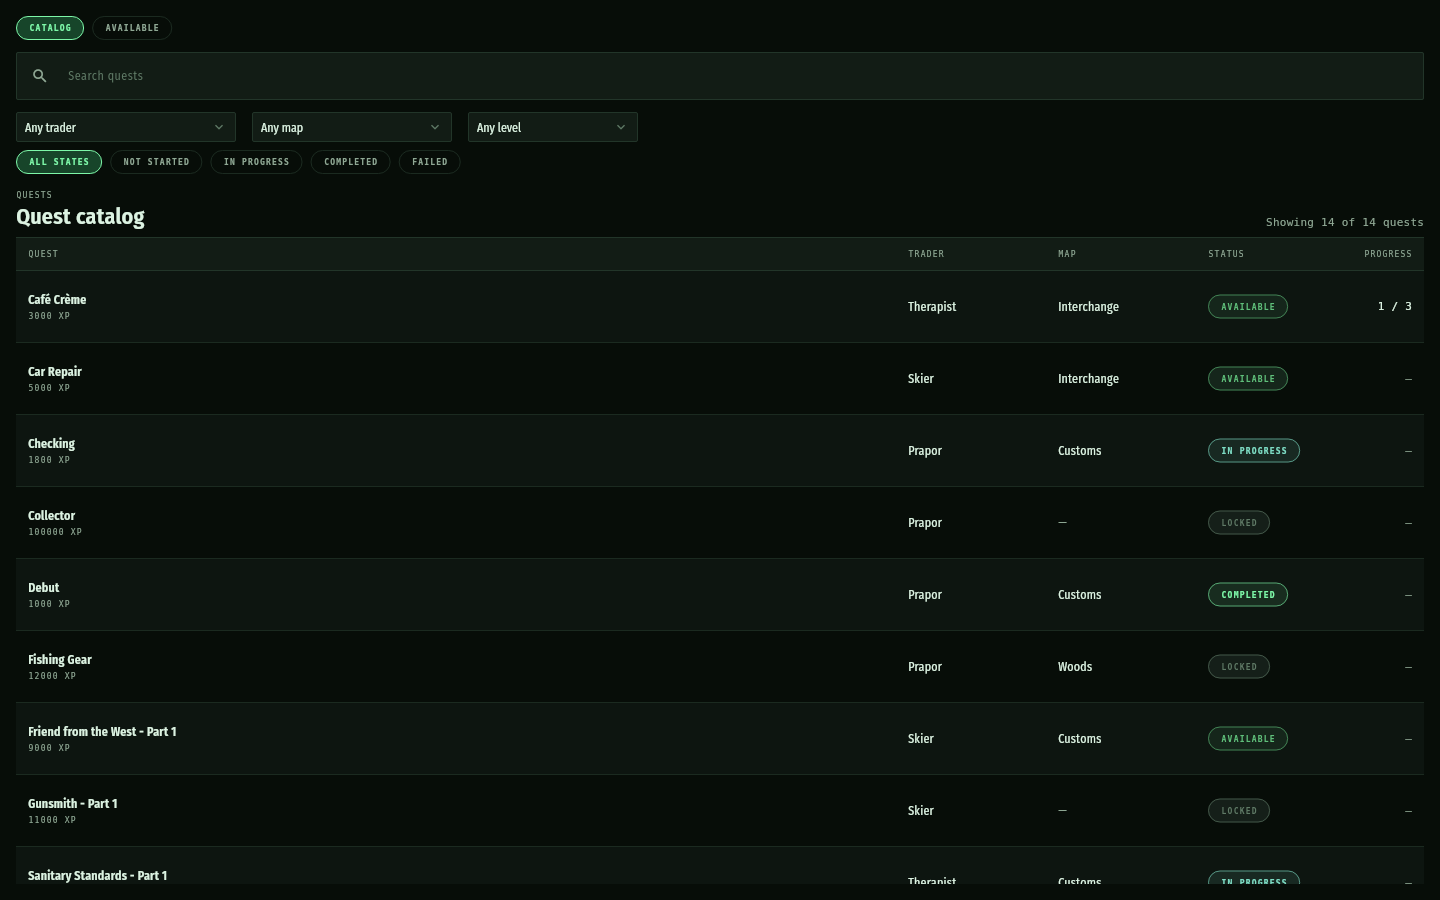 CATALOG AVAILABLE
Search quests
Any trader Any map Any level
ALL STATES NOT STARTED IN PROGRESS COMPLETED FAILED
QUESTS
Quest catalog
Showing 14 of 14 quests
QUEST TRADER MAP STATUS PROGRESS
Café Crème
3000 XP
Therapist Interchange AVAILABLE 1 / 3
Car Repair
5000 XP
Skier Interchange AVAILABLE —
Checking
1800 XP
Prapor Customs IN PROGRESS —
Collector
100000 XP
Prapor — LOCKED —
Debut
1000 XP
Prapor Customs COMPLETED —
Fishing Gear
12000 XP
Prapor Woods LOCKED —
Friend from the West - Part 1
9000 XP
Skier Customs AVAILABLE —
Gunsmith - Part 1
11000 XP
Skier — LOCKED —
Sanitary Standards - Part 1
Therapist Customs IN PROGRESS —